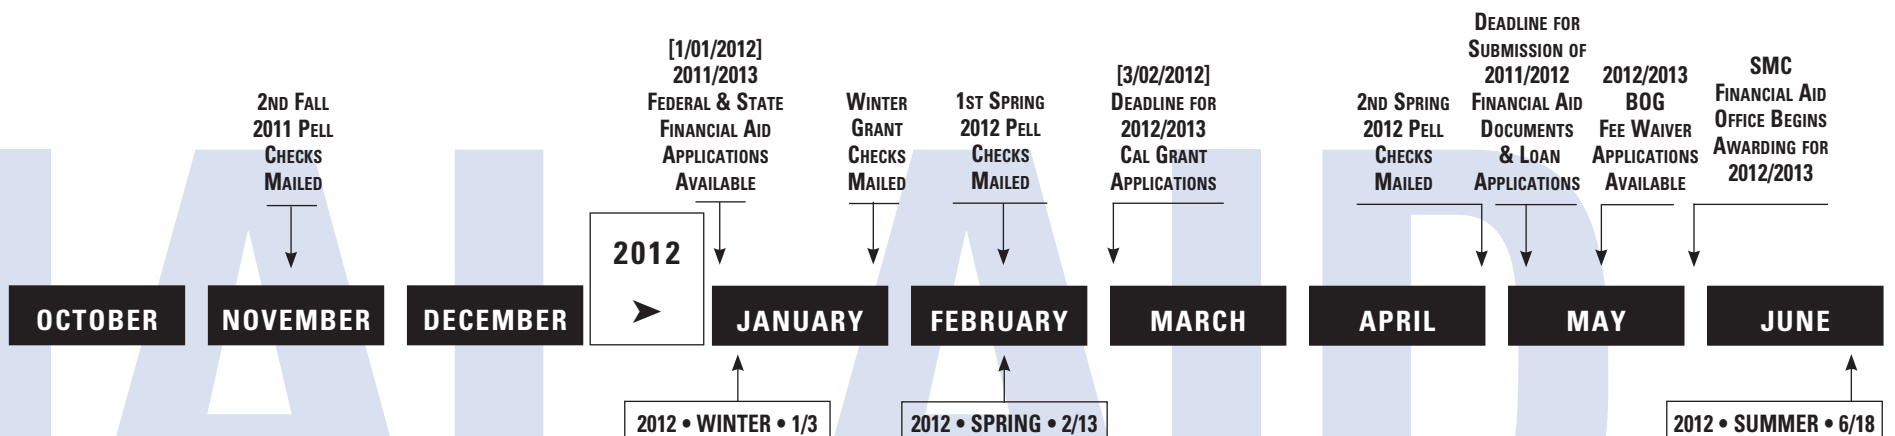 2ND FALL
2011 PELL
CHECKS
MAILED
[1/01/2012]
2011/2013
FEDERAL & STATE
FINANCIAL AID
APPLICATIONS
AVAILABLE
WINTER
GRANT
CHECKS
MAILED
1ST SPRING
2012 PELL
CHECKS
MAILED
[3/02/2012]
DEADLINE FOR
2012/2013
CAL GRANT
APPLICATIONS
2ND SPRING
2012 PELL
CHECKS
MAILED
DEADLINE FOR
SUBMISSION OF
2011/2012
FINANCIAL AID
DOCUMENTS
& LOAN
APPLICATIONS
2012/2013
BOG
FEE WAIVER
APPLICATIONS
AVAILABLE
SMC
FINANCIAL AID
OFFICE BEGINS
AWARDING FOR
2012/2013
OCTOBER
NOVEMBER
DECEMBER
2012
JANUARY
FEBRUARY
MARCH
APRIL
MAY
JUNE
2012 • WINTER • 1/3
2012 • SPRING • 2/13
2012 • SUMMER • 6/18
IAL AID